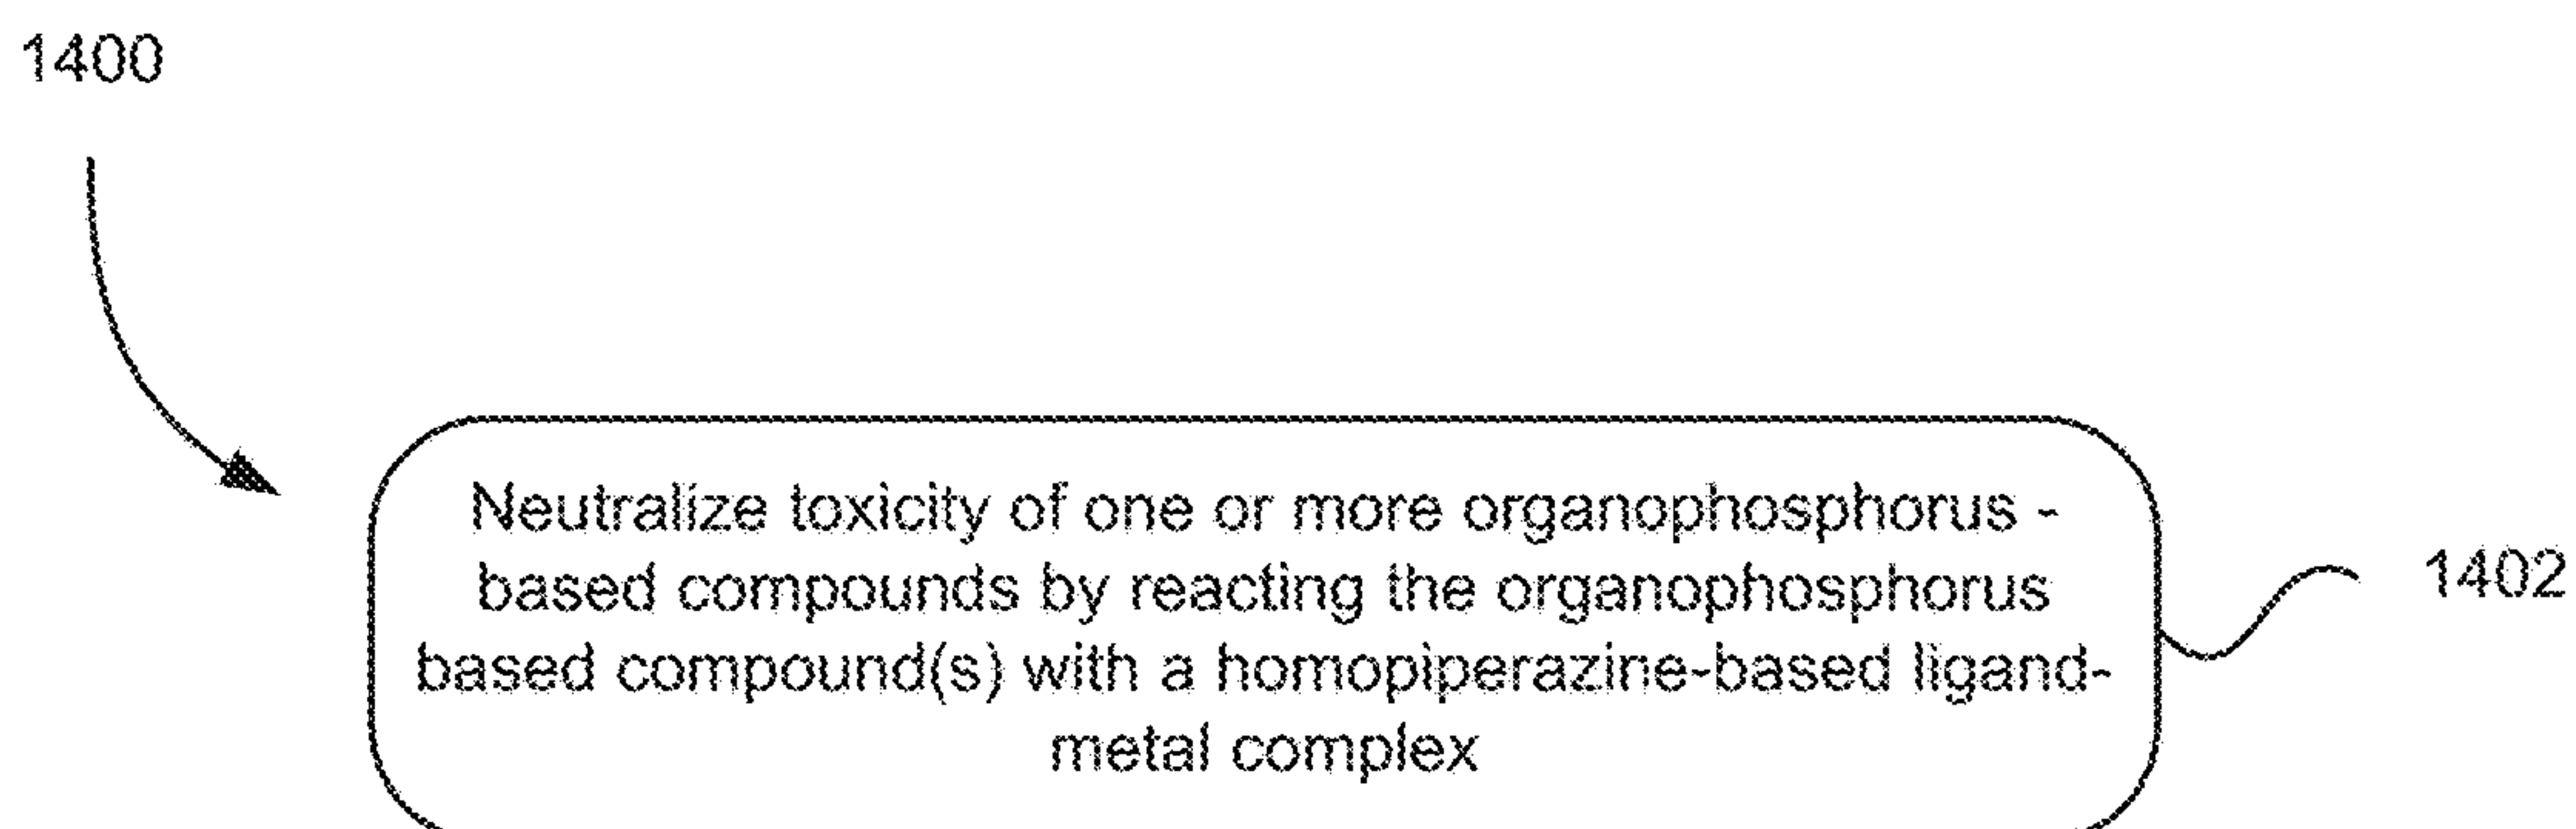 1400
Neutralize toxicity of one or more organophosphorus -
based compounds by reacting the organophosphorus
based compound(s) with a homopiperazine-based ligand-
metal complex
1402